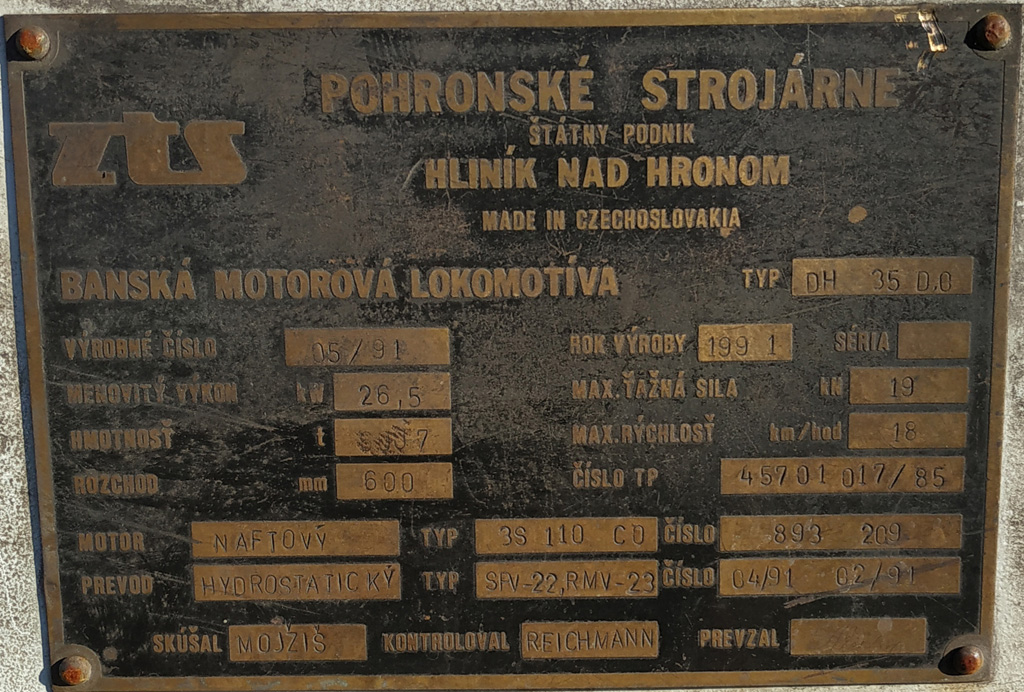 zts
POHRONSKÉ STROJÁRNE
ŠTÁTNY PODNIK
HLINÍK NAD HRONOM
MADE IN CZECHOSLOVAKIA
BANSKÁ MOTOROVÁ LOKOMOTÍVA TYP DH 35 D.0
VÝROBNÉ ČÍSLO 05/91 ROK VÝROBY 1991 SÉRIA
MENOVITÝ VÝKON kW 26,5 MAX. ŤAŽNÁ SILA kN 19
HMOTNOSŤ t 7 MAX. RÝCHLOSŤ km/hod 18
ROZCHOD mm 600 ČÍSLO TP 45701 017/85
MOTOR NAFTOVÝ TYP 3S 110 CD ČÍSLO 893 209
PREVOD HYDROSTATICKÝ TYP SPV-22,RMV-23 ČÍSLO 04/91 02/91
SKÚŠAL MOJŽIŠ KONTROLOVAL REICHMANN PREVZAL